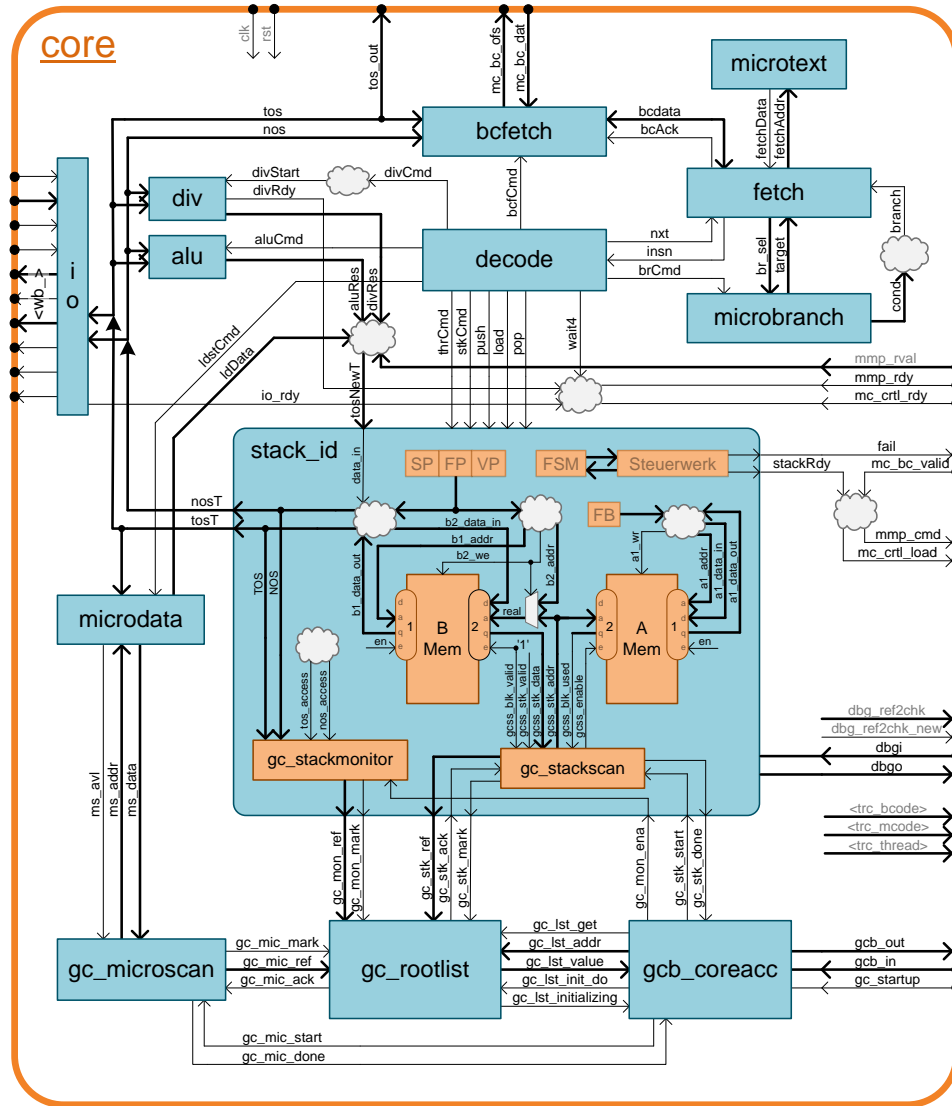 core
clk
rst
tos_out
mc_bc_ofs
mc_bc_dat
microtext
tos
nos
bcfetch
bcdata
bcAck
fetchData
fetchAddr
divStart
divRdy
divCmd
bcfCmd
div
fetch
branch
alu
aluCmd
decode
nxt
insn
brCmd
br_sel
target
io
<wb_>
aluRes
divRes
microbranch
cond
ldstCmd
ldData
thrCmd
stkCmd
push
load
pop
wait4
mmp_rval
mmp_rdy
mc_crtl_rdy
io_rdy
tosNewT
stack_id
data_in
SP
FP
VP
FSM
Steuerwerk
fail
stackRdy
mc_bc_valid
nosT
tosT
FB
b2_data_in
b1_addr
b2_we
b1_data_out
b2_addr
a1_wr
a1_addr
a1_data_in
a1_data_out
mmp_cmd
mc_crtl_load
TOS
NOS
microdata
d
a
q
e
1
B
Mem
2
d
a
q
e
real
d
a
q
e
2
A
Mem
1
d
a
q
e
en
'1'
en
tos_access
nos_access
gcss_blk_valid
gcss_stk_valid
gcss_stk_data
gcss_stk_addr
gcss_blk_used
gcss_enable
dbg_ref2chk
dbg_ref2chk_new
dbgi
dbgo
gc_stackmonitor
gc_stackscan
ms_avl
ms_addr
ms_data
<trc_bcode>
<trc_mcode>
<trc_thread>
gc_mon_ref
gc_mon_mark
gc_stk_ref
gc_stk_ack
gc_stk_mark
gc_mon_ena
gc_stk_start
gc_stk_done
gc_microscan
gc_mic_mark
gc_mic_ref
gc_mic_ack
gc_rootlist
gc_lst_get
gc_lst_addr
gc_lst_value
gc_lst_init_do
gc_lst_initializing
gcb_coreacc
gcb_out
gcb_in
gc_startup
gc_mic_start
gc_mic_done